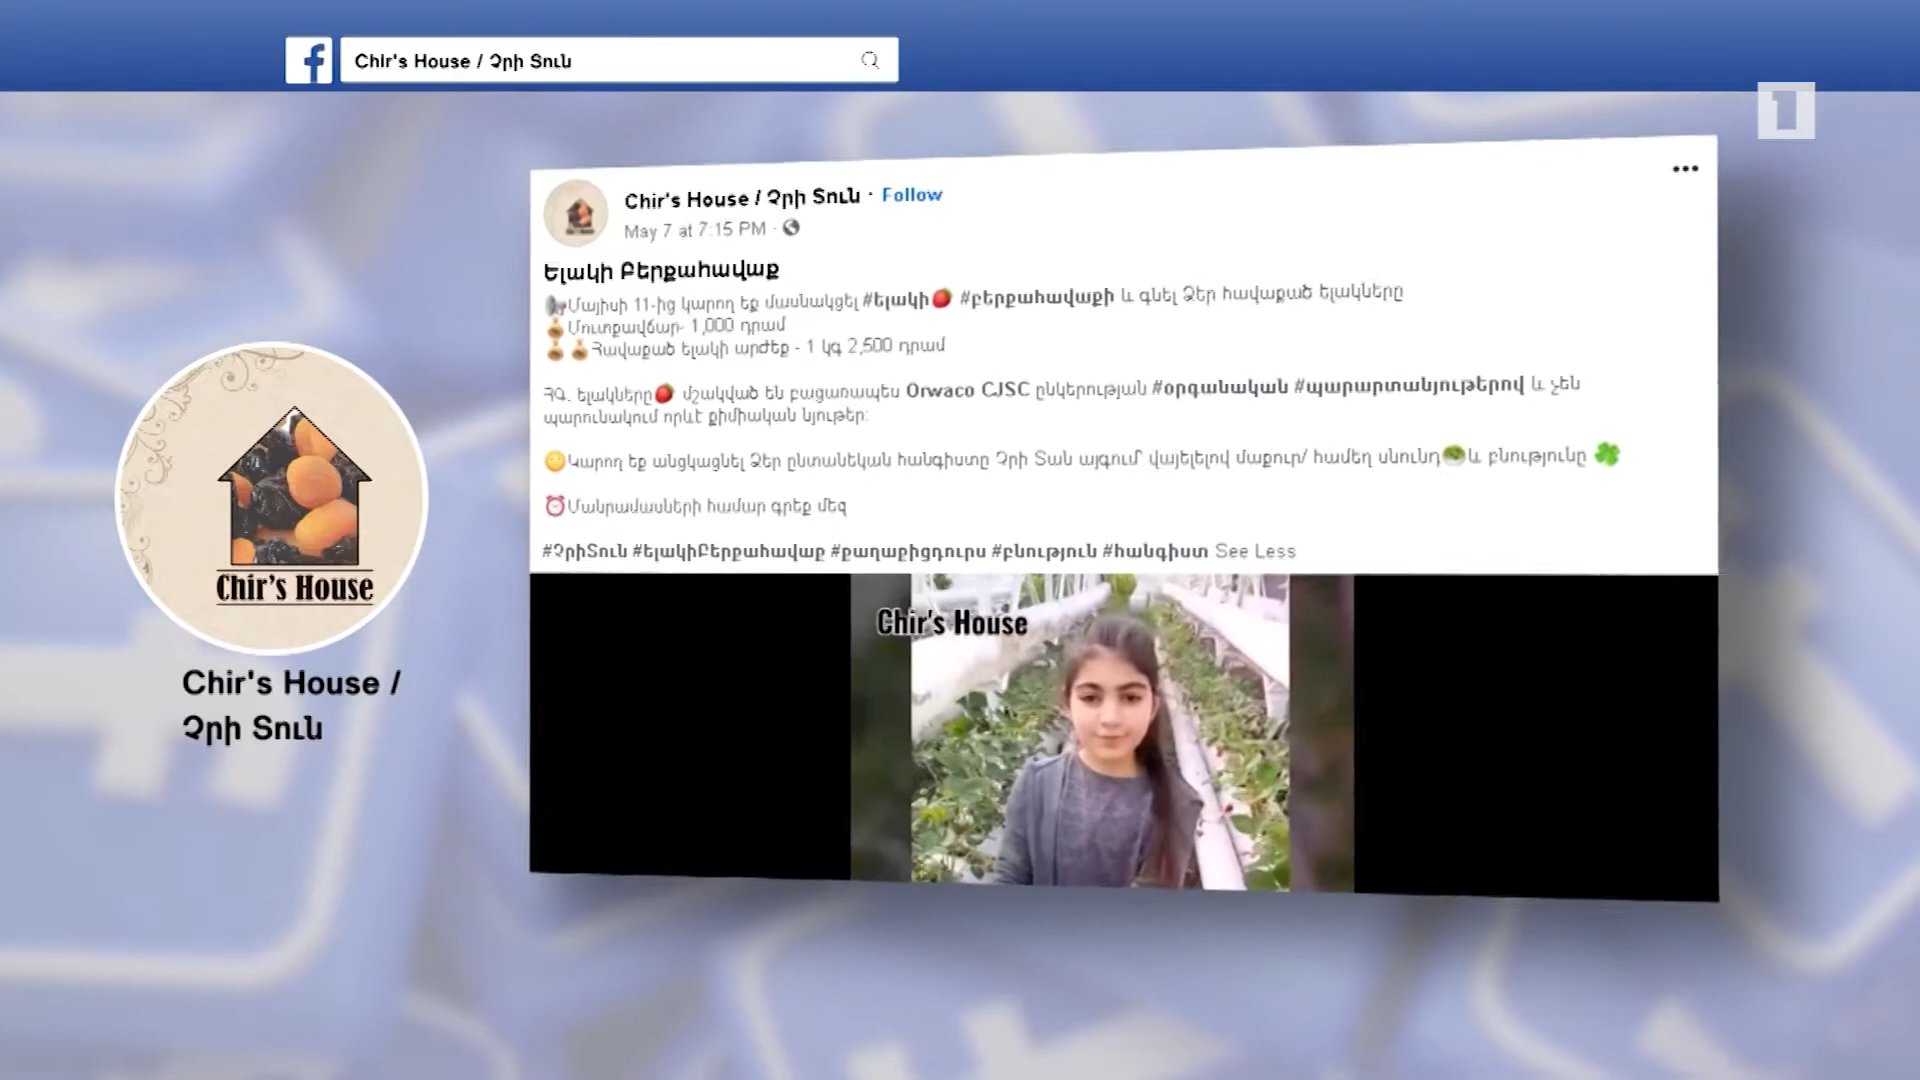 Chir's House / Չրի Տուն
1
Chir's House / Չրի Տուն · Follow
May 7 at 7:15 PM ·
Ելակի Բերքահավաք
Մայիսի 11-ից կարող եք մասնակցել #ելակի #բերքահավաքի և գնել Ձեր հավաքած ելակները
Մուտքավճար- 1,000 դրամ
Հավաքած ելակի արժեք - 1 կգ 2,500 դրամ
ՀԳ. ելակները մշակված են բացառապես Orwaco CJSC ընկերության #օրգանական #պարարտանյութերով և չեն
պարունակում որևէ քիմիական նյութեր:
Կարող եք անցկացնել Ձեր ընտանեկան հանգիստը Չրի Տան այգում՝ վայելելով մաքուր/ համեղ սնունդ և բնությունը
Մանրամասների համար գրեք մեզ
#ՉրիՏուն #ելակիԲերքահավաք #քաղաքիցդուրս #բնություն #հանգիստ See Less
Chir's House
Chir's House
Chir's House /
Չրի Տուն